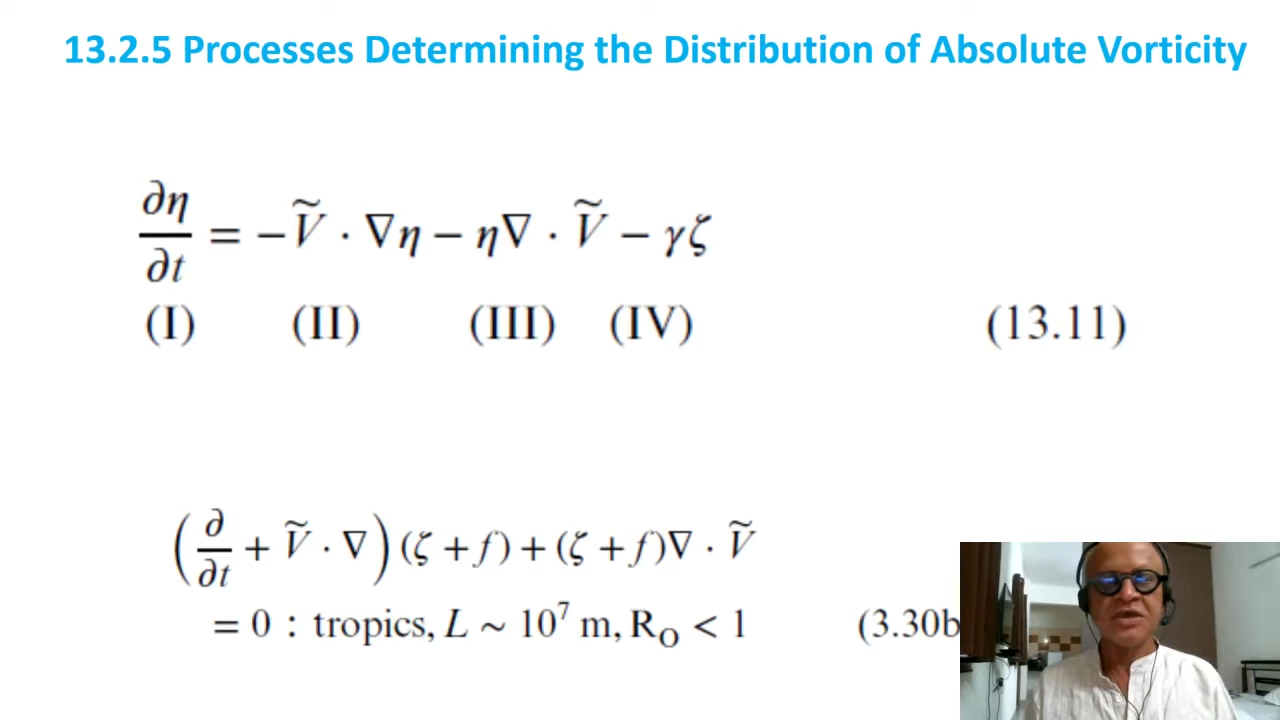 13.2.5 Processes Determining the Distribution of Absolute Vorticity
∂η/∂t = −Ṽ · ∇η − η∇ · Ṽ − γζ
(I) (II) (III) (IV) (13.11)
(∂/∂t + Ṽ · ∇)(ζ + f) + (ζ + f)∇ · Ṽ
= 0 : tropics, L ∼ 10⁷ m, R_O < 1 (3.30b